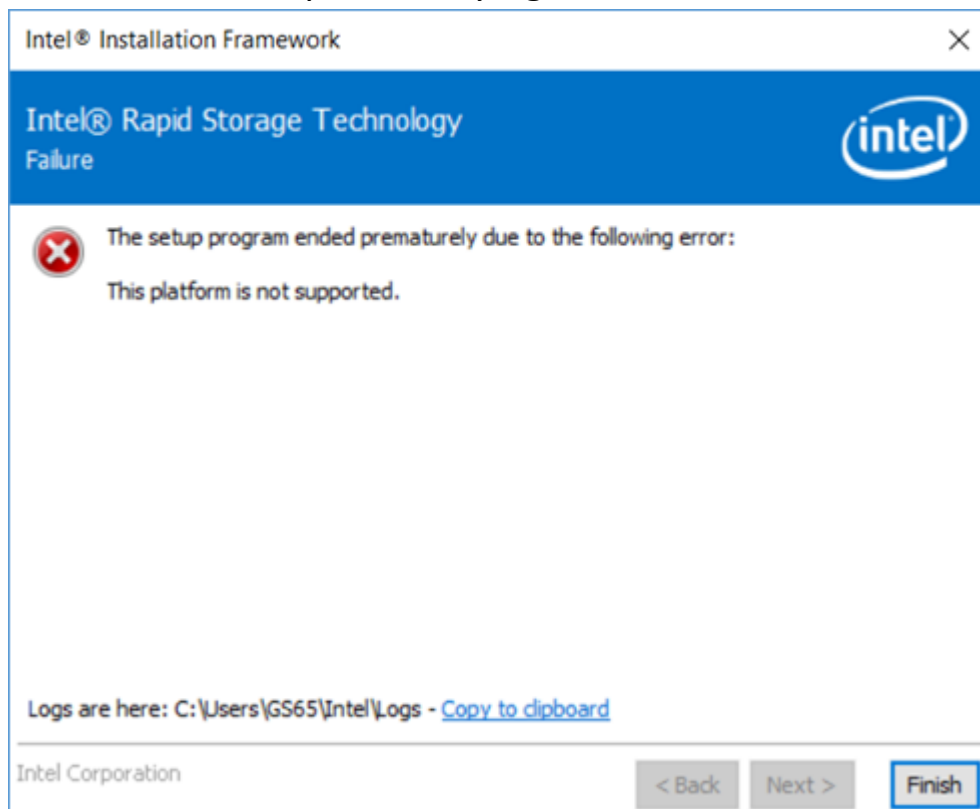 Intel® Installation Framework
Intel® Rapid Storage Technology
intel
Failure
The setup program ended prematurely due to the following error:
This platform is not supported.
Logs are here: C:\Users\GS65\Intel\Logs - Copy to clipboard
Intel Corporation
< Back Next > Finish